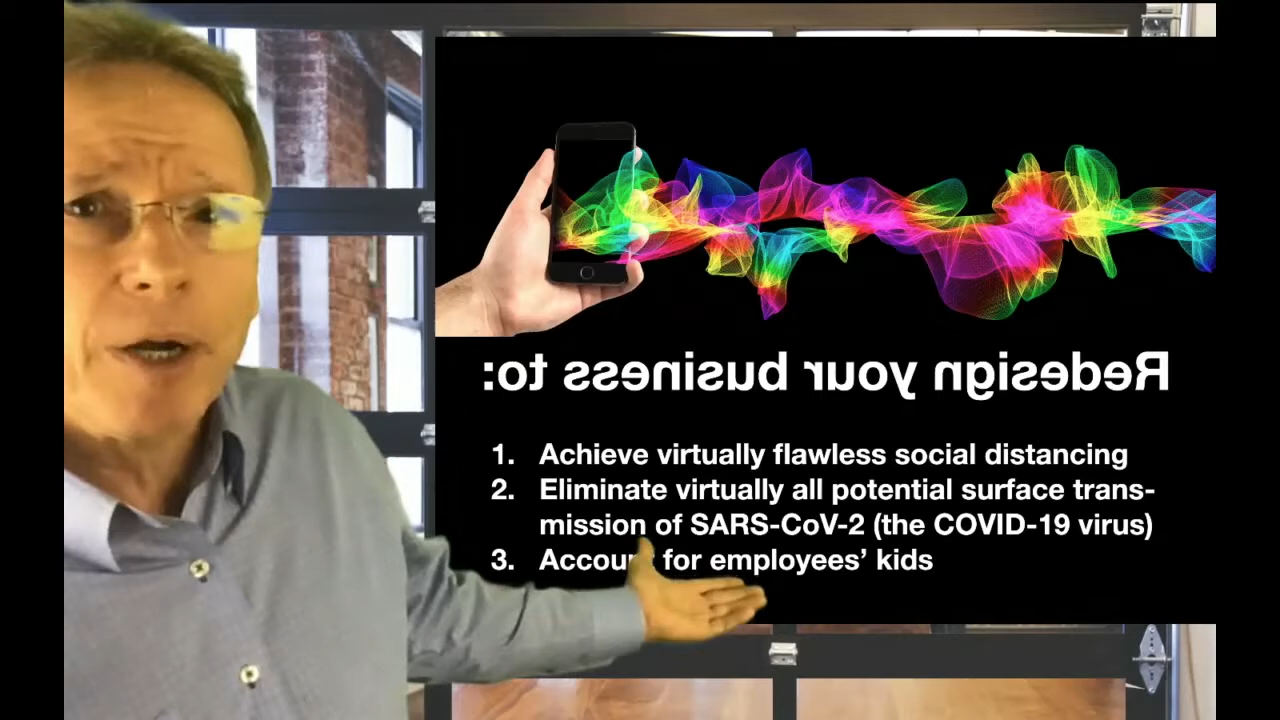 Redesign your business to:
1. Achieve virtually flawless social distancing
2. Eliminate virtually all potential surface trans-
mission of SARS-CoV-2 (the COVID-19 virus)
3. for employees’ kids